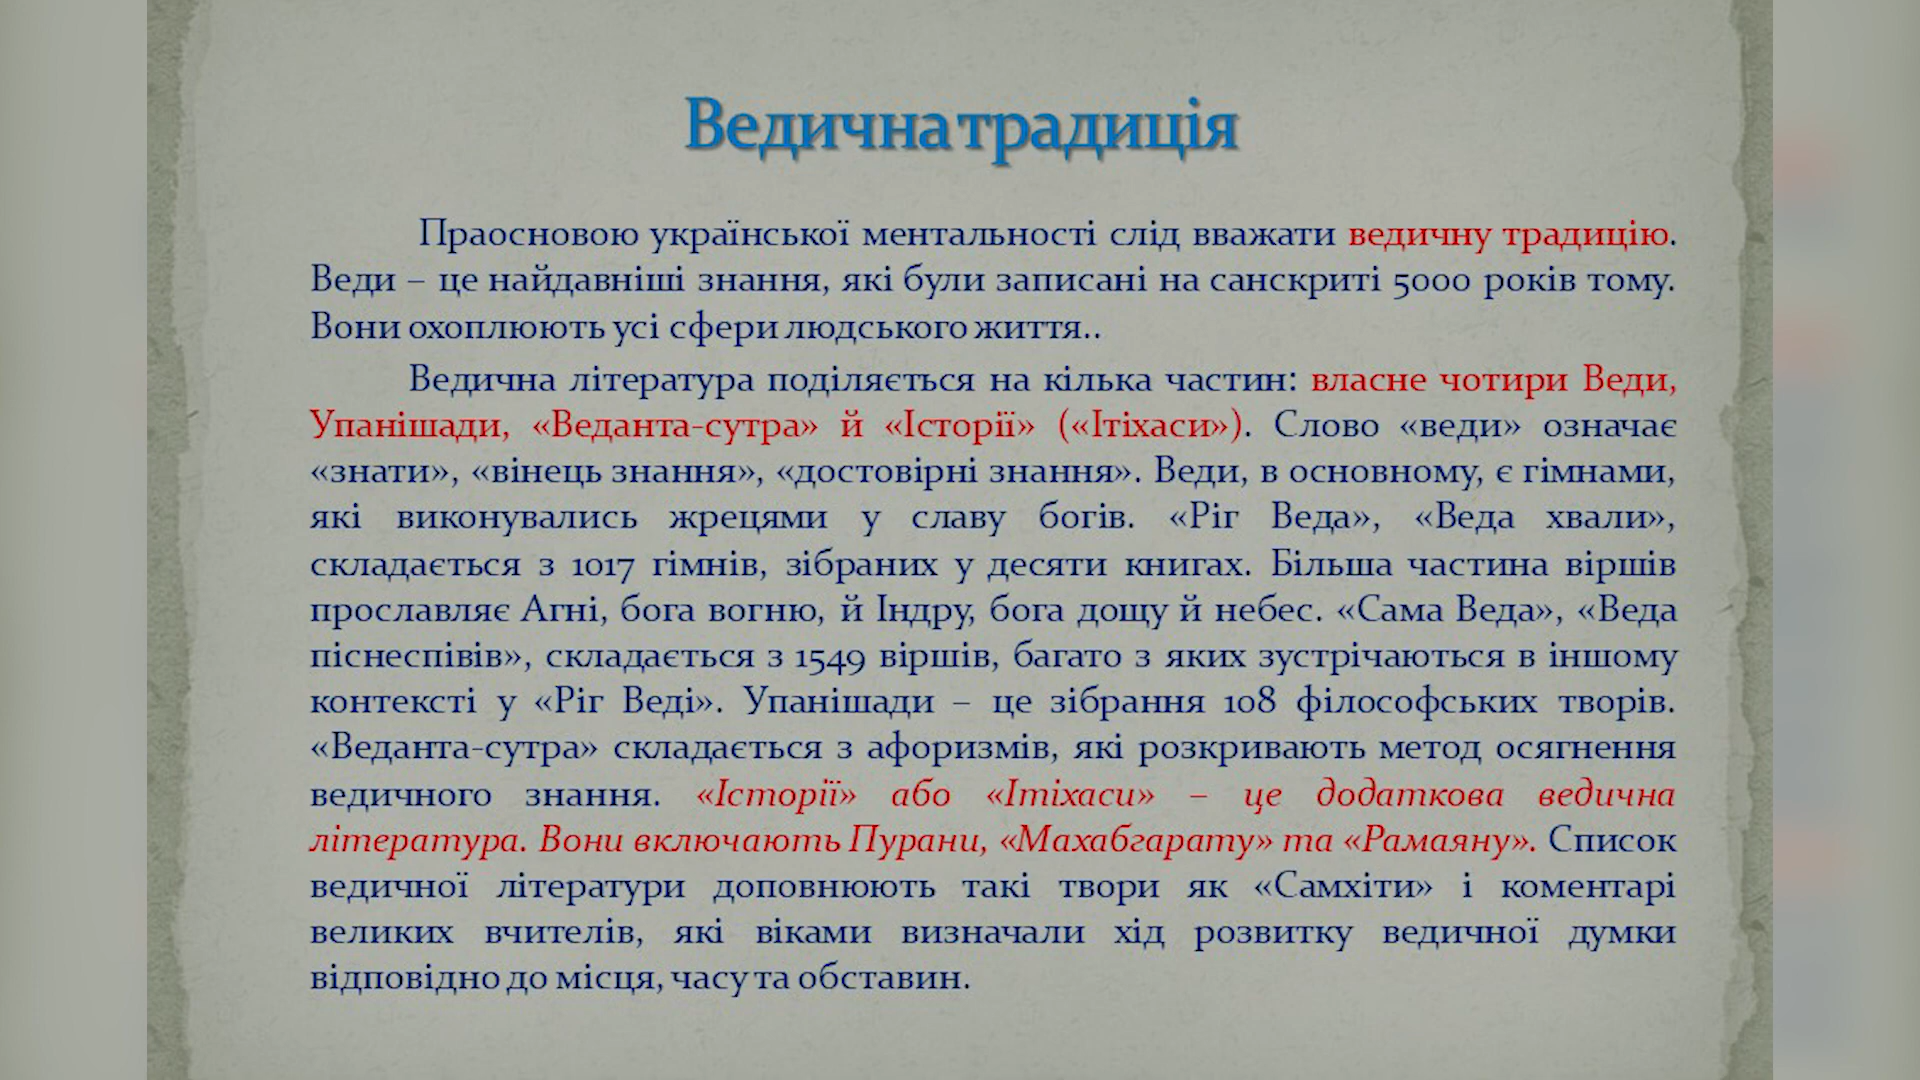 Ведична традиція
Праосновою української ментальності слід вважати ведичну традицію.
Веди – це найдавніші знання, які були записані на санскриті 5000 років тому.
Вони охоплюють усі сфери людського життя..
Ведична література поділяється на кілька частин: власне чотири Веди,
Упанішади, «Веданта-сутра» й «Історії» («Ітіхаси»). Слово «веди» означає
«знати», «вінець знання», «достовірні знання». Веди, в основному, є гімнами,
які виконувались жрецями у славу богів. «Ріг Веда», «Веда хвали»,
складається з 1017 гімнів, зібраних у десяти книгах. Більша частина віршів
прославляє Агні, бога вогню, й Індру, бога дощу й небес. «Сама Веда», «Веда
піснеспівів», складається з 1549 віршів, багато з яких зустрічаються в іншому
контексті у «Ріг Веді». Упанішади – це зібрання 108 філософських творів.
«Веданта-сутра» складається з афоризмів, які розкривають метод осягнення
ведичного знання. «Історії» або «Ітіхаси» – це додаткова ведична
література. Вони включають Пурани, «Махабгарату» та «Рамаяну». Список
ведичної літератури доповнюють такі твори як «Самхіти» і коментарі
великих вчителів, які віками визначали хід розвитку ведичної думки
відповідно до місця, часу та обставин.